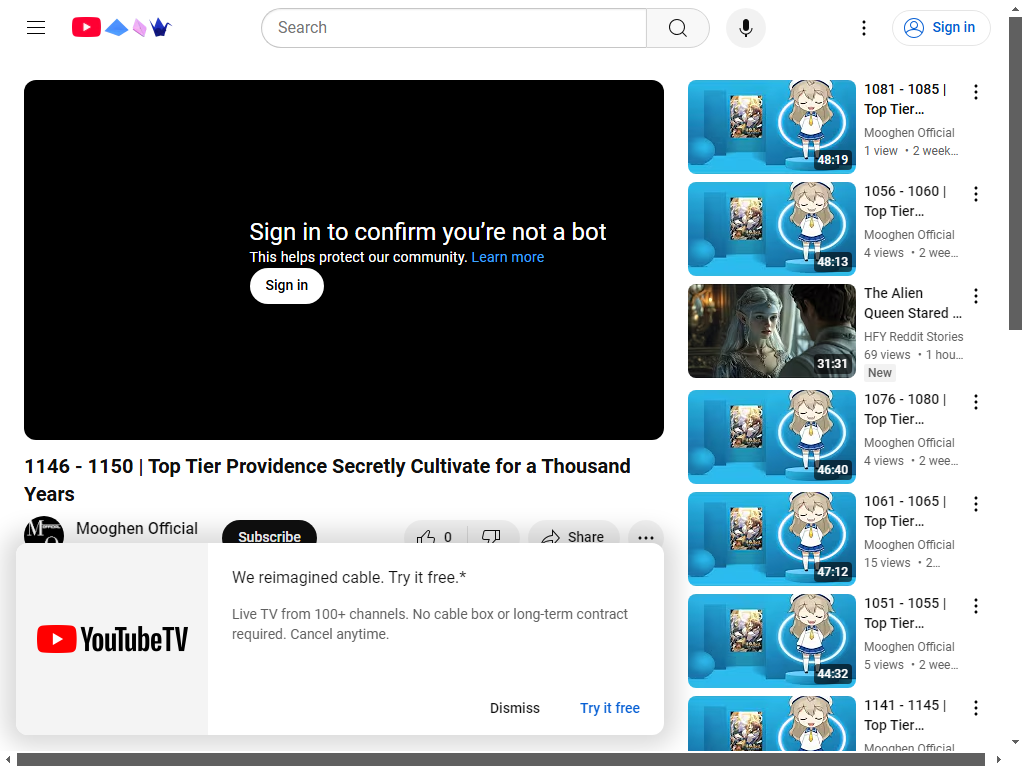 Search
Sign in
Sign in to confirm you’re not a bot
This helps protect our community. Learn more
Sign in
1146 - 1150 | Top Tier Providence Secretly Cultivate for a Thousand
Years
Mooghen Official
Subscribe
0
Share
We reimagined cable. Try it free.*
Live TV from 100+ channels. No cable box or long-term contract
required. Cancel anytime.
YouTubeTV
Dismiss
Try it free
48:19
1081 - 1085 |
Top Tier…
Mooghen Official
1 view • 2 week…
48:13
1056 - 1060 |
Top Tier…
Mooghen Official
4 views • 2 wee…
31:31
The Alien
Queen Stared …
HFY Reddit Stories
69 views • 1 hou…
New
46:40
1076 - 1080 |
Top Tier…
Mooghen Official
4 views • 2 wee…
47:12
1061 - 1065 |
Top Tier…
Mooghen Official
15 views • 2…
44:32
1051 - 1055 |
Top Tier…
Mooghen Official
5 views • 2 wee…
1141 - 1145 |
Top Tier…
Mooghen Official